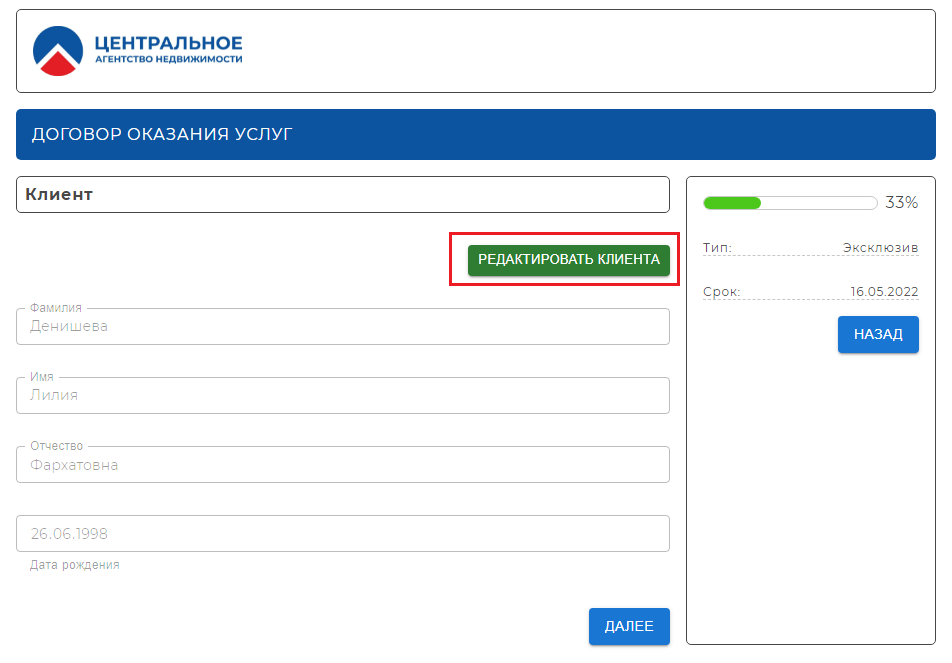 ЦЕНТРАЛЬНОЕ
АГЕНТСТВО НЕДВИЖИМОСТИ
ДОГОВОР ОКАЗАНИЯ УСЛУГ
Клиент
РЕДАКТИРОВАТЬ КЛИЕНТА
Фамилия
Денишева
Имя
Лилия
Отчество
Фархатовна
26.06.1998
Дата рождения
ДАЛЕЕ
33%
Тип: Эксклюзив
Срок: 16.05.2022
НАЗАД